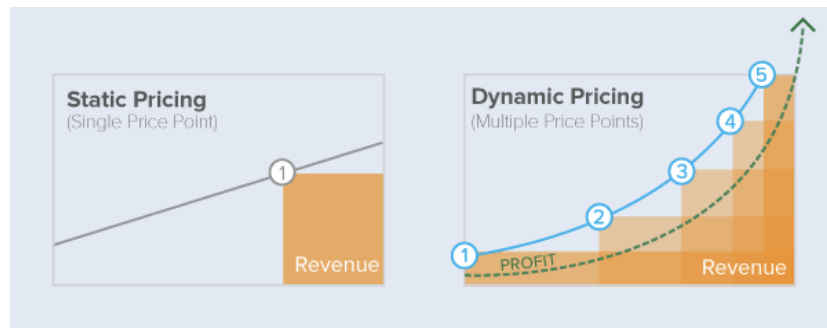 Static Pricing
(Single Price Point)
1
Revenue
Dynamic Pricing
(Multiple Price Points)
5
4
3
2
1
PROFIT
Revenue